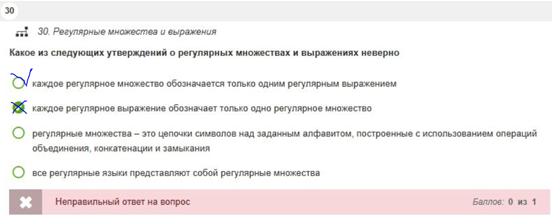 30
30. Регулярные множества и выражения
Какое из следующих утверждений о регулярных множествах и выражениях неверно
каждое регулярное множество обозначается только одним регулярным выражением
каждое регулярное выражение обозначает только одно регулярное множество
регулярные множества – это цепочки символов над заданным алфавитом, построенные с использованием операций
объединения, конкатенации и замыкания
все регулярные языки представляют собой регулярные множества
Неправильный ответ на вопрос Баллов: 0 из 1